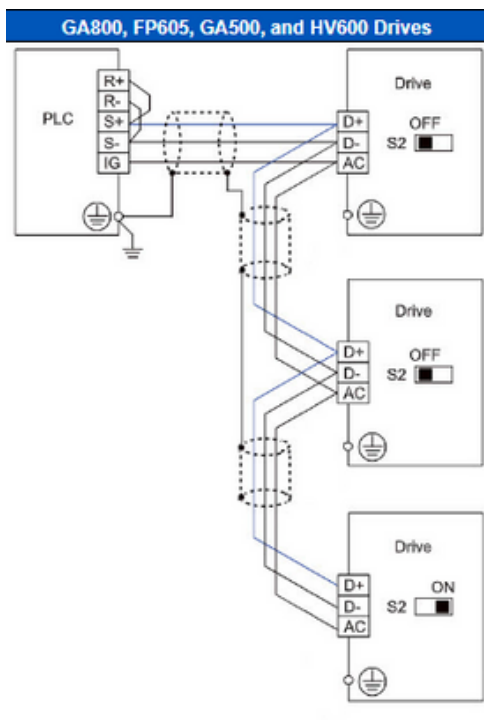 GA800, FP605, GA500, and HV600 Drives
PLC
R+
R-
S+
S-
IG
Drive
D+
D-
AC
OFF
S2
Drive
D+
D-
AC
OFF
S2
Drive
D+
D-
AC
ON
S2